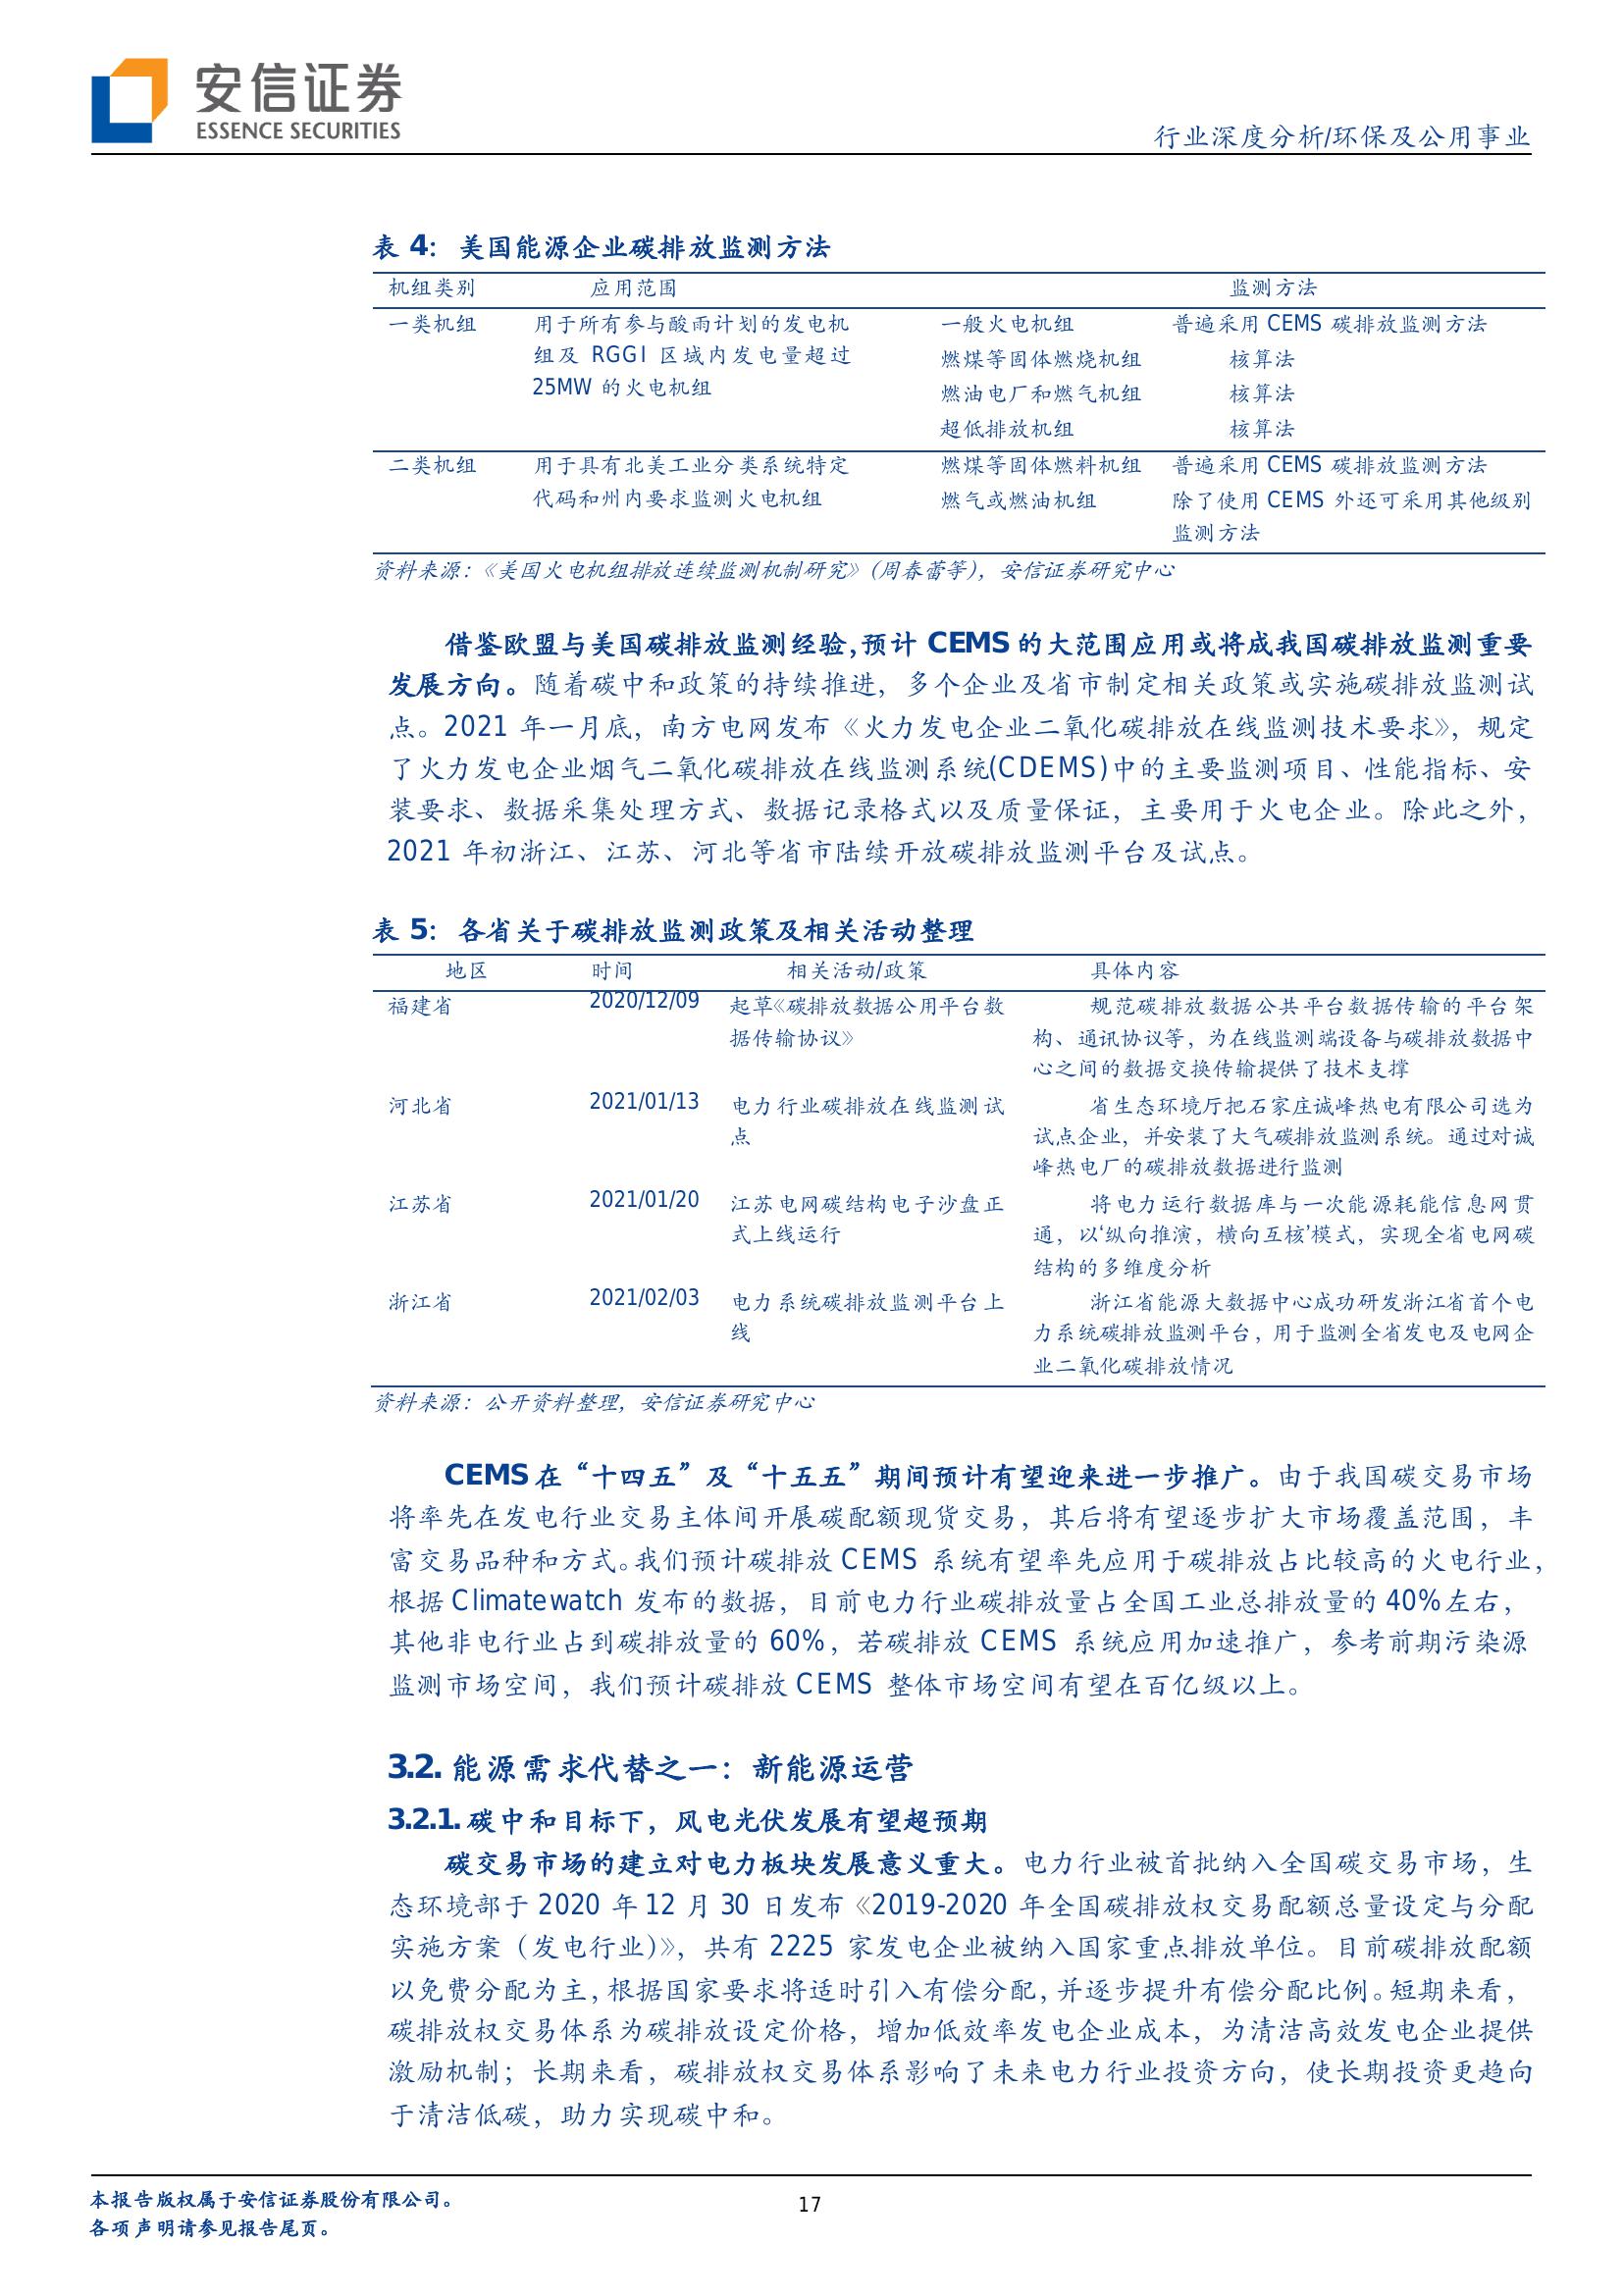 安信证券
ESSENCE SECURITIES
行业深度分析/环保及公用事业
表 4： 美国能源企业碳排放监测方法
机组类别 应用范围 监测方法
一类机组 用于所有参与酸雨计划的发电机 一般火电机组 普遍采用 CEMS 碳排放监测方法
组及 RGGI 区域内发电量超过 燃煤等固体燃烧机组 核算法
25MW 的火电机组 燃油电厂和燃气机组 核算法
超低排放机组 核算法
二类机组 用于具有北美工业分类系统特定 燃煤等固体燃料机组 普遍采用 CEMS 碳排放监测方法
代码和州内要求监测火电机组 燃气或燃油机组 除了使用 CEMS 外还可采用其他级别
监测方法
资料来源：《美国火电机组排放连续监测机制研究》(周春蕾等)，安信证券研究中心
借鉴欧盟与美国碳排放监测经验，预计 CEMS 的大范围应用或将成我国碳排放监测重要
发展方向。随着碳中和政策的持续推进，多个企业及省市制定相关政策或实施碳排放监测试
点。2021 年一月底，南方电网发布《火力发电企业二氧化碳排放在线监测技术要求》，规定
了火力发电企业烟气二氧化碳排放在线监测系统(CDEMS)中的主要监测项目、性能指标、安
装要求、数据采集处理方式、数据记录格式以及质量保证，主要用于火电企业。除此之外，
2021 年初浙江、江苏、河北等省市陆续开放碳排放监测平台及试点。
表 5： 各省关于碳排放监测政策及相关活动整理
地区 时间 相关活动/政策 具体内容
福建省 2020/12/09 起草《碳排放数据公用平台数 规范碳排放数据公共平台数据传输的平台架
据传输协议》 构、通讯协议等，为在线监测端设备与碳排放数据中
心之间的数据交换传输提供了技术支撑
河北省 2021/01/13 电力行业碳排放在线监测试 省生态环境厅把石家庄诚峰热电有限公司选为
点 试点企业，并安装了大气碳排放监测系统。通过对诚
峰热电厂的碳排放数据进行监测
江苏省 2021/01/20 江苏电网碳结构电子沙盘正 将电力运行数据库与一次能源耗能信息网贯
式上线运行 通，以‘纵向推演，横向互核’模式，实现全省电网碳
结构的多维度分析
浙江省 2021/02/03 电力系统碳排放监测平台上 浙江省能源大数据中心成功研发浙江省首个电
线 力系统碳排放监测平台，用于监测全省发电及电网企
业二氧化碳排放情况
资料来源：公开资料整理，安信证券研究中心
CEMS 在“十四五”及“十五五”期间预计有望迎来进一步推广。由于我国碳交易市场
将率先在发电行业交易主体间开展碳配额现货交易，其后将有望逐步扩大市场覆盖范围，丰
富交易品种和方式。我们预计碳排放 CEMS 系统有望率先应用于碳排放占比较高的火电行业，
根据 Climatewatch 发布的数据，目前电力行业碳排放量占全国工业总排放量的 40%左右，
其他非电行业占到碳排放量的 60%，若碳排放 CEMS 系统应用加速推广，参考前期污染源
监测市场空间，我们预计碳排放 CEMS 整体市场空间有望在百亿级以上。
3.2. 能源需求代替之一：新能源运营
3.2.1. 碳中和目标下，风电光伏发展有望超预期
碳交易市场的建立对电力板块发展意义重大。电力行业被首批纳入全国碳交易市场，生
态环境部于 2020 年 12 月 30 日发布《2019-2020 年全国碳排放权交易配额总量设定与分配
实施方案（发电行业）》，共有 2225 家发电企业被纳入国家重点排放单位。目前碳排放配额
以免费分配为主，根据国家要求将适时引入有偿分配，并逐步提升有偿分配比例。短期来看，
碳排放权交易体系为碳排放设定价格，增加低效率发电企业成本，为清洁高效发电企业提供
激励机制；长期来看，碳排放权交易体系影响了未来电力行业投资方向，使长期投资更趋向
于清洁低碳，助力实现碳中和。
本报告版权属于安信证券股份有限公司。
各项声明请参见报告尾页。
17